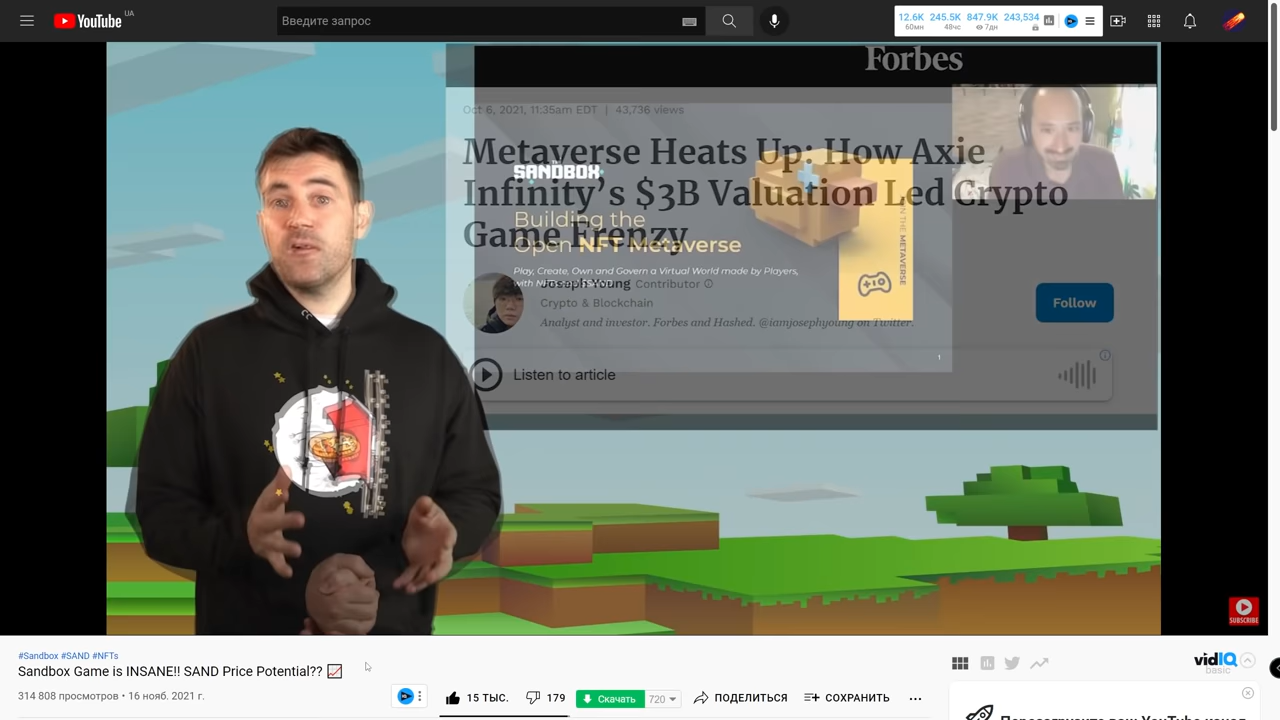 YouTube UA
Введите запрос
12.6K 245.5K 847.9K 243,534
60мн 48чс 7дн
Forbes
Oct 6, 2021, 11:35am EDT | 43,736 views
Metaverse Heats Up: How Axie
Infinity’s $3B Valuation Led Crypto
Game Frenzy
SANDBOX
Building the
Open NFT Metaverse
Play, Create, Own and Govern a Virtual World made by Players,
IN THE METAVERSE
Joseph Young Contributor
Crypto & Blockchain
Analyst and investor. Forbes and Hashed. @iamjosephyoung on Twitter.
Follow
1
Listen to article
SUBSCRIBE
#Sandbox #SAND #NFTs
Sandbox Game is INSANE!! SAND Price Potential??
314 808 просмотров • 16 нояб. 2021 г.
15 ТЫС. 179 Скачать 720 ПОДЕЛИТЬСЯ СОХРАНИТЬ
vidIQ
basic